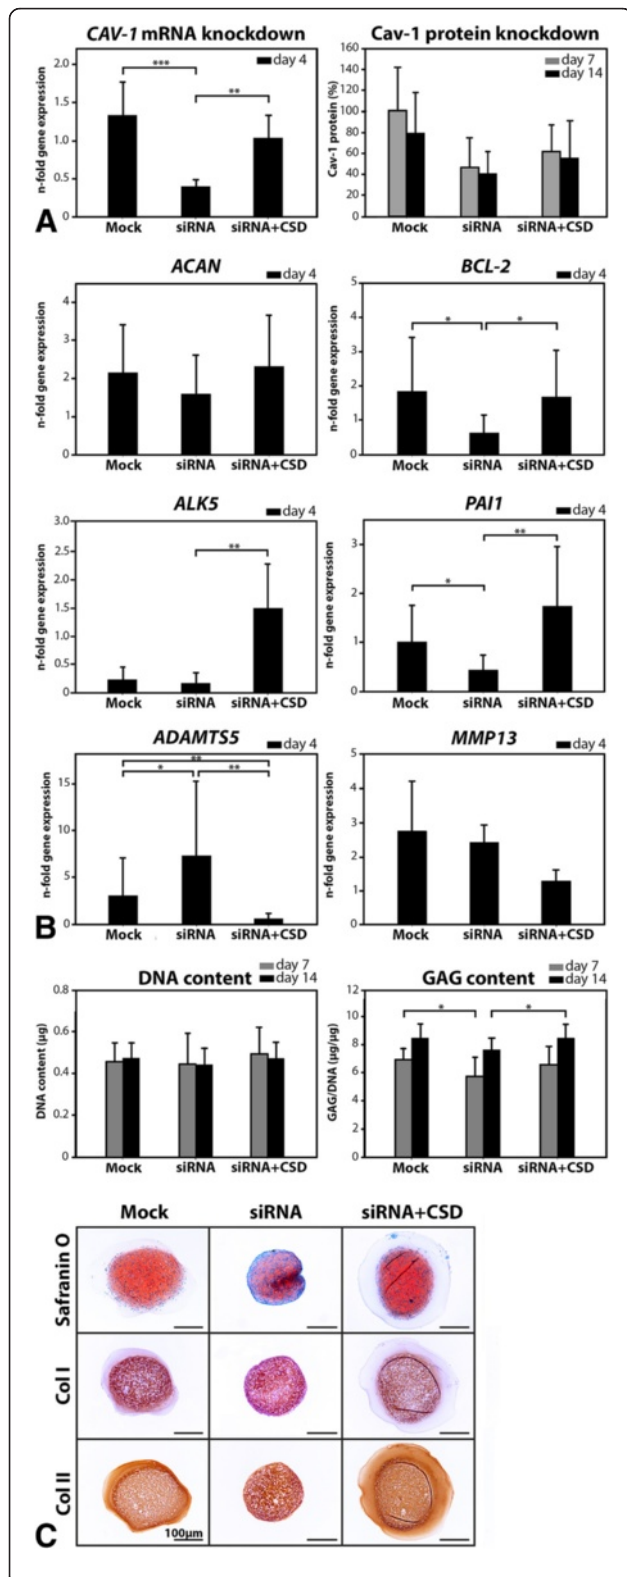 CAV-1 mRNA knockdown
day 4
n-fold gene expression
2.0
1.5
1.0
0.5
0
***
**
Mock siRNA siRNA+CSD
A
Cav-1 protein knockdown
day 7
day 14
Cav-1 protein (%)
160
140
120
100
80
60
40
20
0
Mock siRNA siRNA+CSD
ACAN
day 4
n-fold gene expression
4
3
2
1
0
Mock siRNA siRNA+CSD
BCL-2
day 4
n-fold gene expression
5
4
3
2
1
0
* *
Mock siRNA siRNA+CSD
ALK5
day 4
n-fold gene expression
3.0
2.5
2.0
1.5
1.0
0.5
0
**
Mock siRNA siRNA+CSD
PAI1
day 4
n-fold gene expression
3
2
1
0
**
*
Mock siRNA siRNA+CSD
ADAMTS5
day 4
n-fold gene expression
15
10
5
0
**
* **
Mock siRNA siRNA+CSD
B
MMP13
day 4
n-fold gene expression
5
4
3
2
1
0
Mock siRNA siRNA+CSD
DNA content
day 7
day 14
DNA content (µg)
0.8
0.6
0.4
0.2
0
Mock siRNA siRNA+CSD
GAG content
day 7
day 14
GAG/DNA (µg/µg)
12
10
8
6
4
2
0
* *
Mock siRNA siRNA+CSD
Mock siRNA siRNA+CSD
Safranin O
Col I
Col II
100µm
C